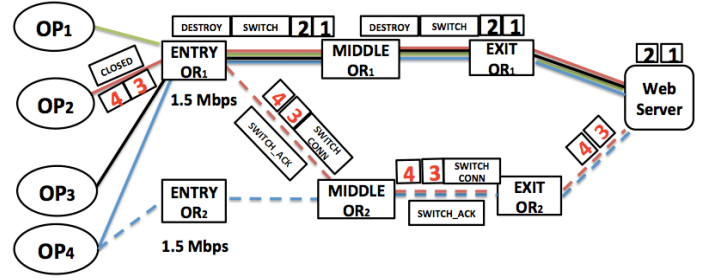 OP1
DESTROY SWITCH 2 1
DESTROY SWITCH 2 1
ENTRY
OR1
MIDDLE
OR1
EXIT
OR1
2 1
Web
Server
CLOSED
4 3
OP2
1.5 Mbps
4 3 SWITCH
CONN
SWITCH_ACK
4 3
OP3
ENTRY
OR2
MIDDLE
OR2
4 3 SWITCH
CONN
SWITCH_ACK
EXIT
OR2
OP4
1.5 Mbps